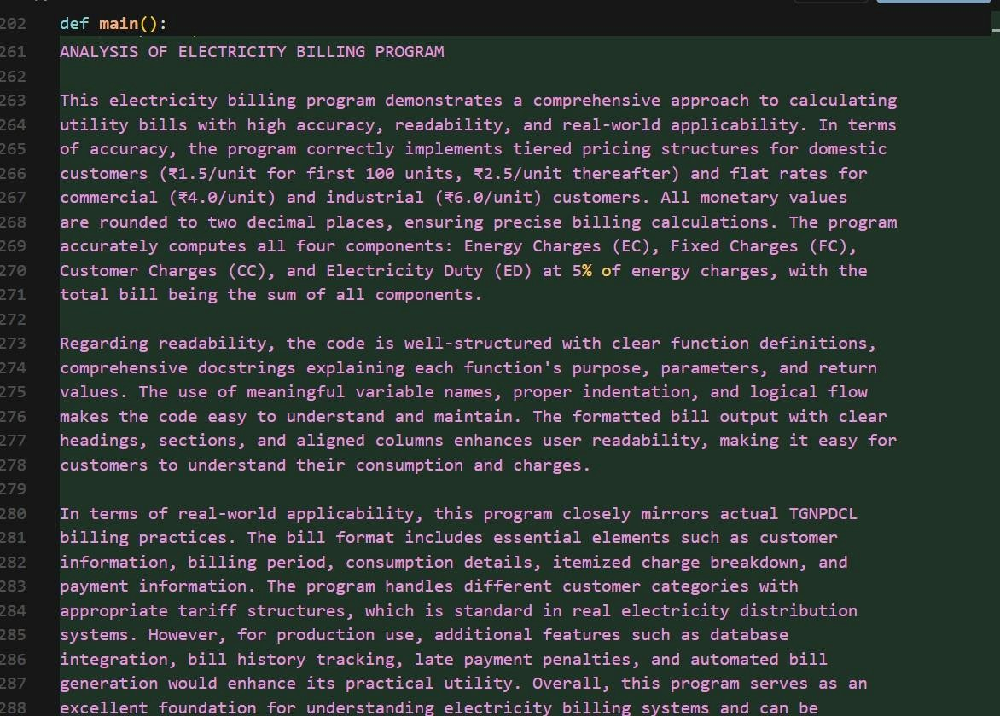 202 def main():
261 ANALYSIS OF ELECTRICITY BILLING PROGRAM
262
263 This electricity billing program demonstrates a comprehensive approach to calculating
264 utility bills with high accuracy, readability, and real-world applicability. In terms
265 of accuracy, the program correctly implements tiered pricing structures for domestic
266 customers (₹1.5/unit for first 100 units, ₹2.5/unit thereafter) and flat rates for
267 commercial (₹4.0/unit) and industrial (₹6.0/unit) customers. All monetary values
268 are rounded to two decimal places, ensuring precise billing calculations. The program
269 accurately computes all four components: Energy Charges (EC), Fixed Charges (FC),
270 Customer Charges (CC), and Electricity Duty (ED) at 5% of energy charges, with the
271 total bill being the sum of all components.
272
273 Regarding readability, the code is well-structured with clear function definitions,
274 comprehensive docstrings explaining each function's purpose, parameters, and return
275 values. The use of meaningful variable names, proper indentation, and logical flow
276 makes the code easy to understand and maintain. The formatted bill output with clear
277 headings, sections, and aligned columns enhances user readability, making it easy for
278 customers to understand their consumption and charges.
279
280 In terms of real-world applicability, this program closely mirrors actual TGNPDCL
281 billing practices. The bill format includes essential elements such as customer
282 information, billing period, consumption details, itemized charge breakdown, and
283 payment information. The program handles different customer categories with
284 appropriate tariff structures, which is standard in real electricity distribution
285 systems. However, for production use, additional features such as database
286 integration, bill history tracking, late payment penalties, and automated bill
287 generation would enhance its practical utility. Overall, this program serves as an
288 excellent foundation for understanding electricity billing systems and can be